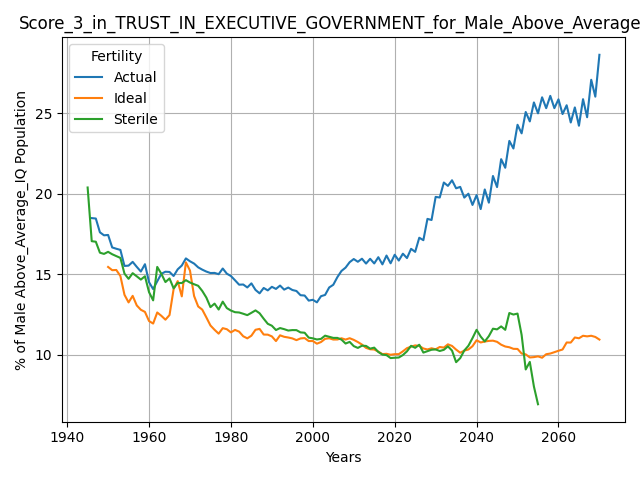 Score_3_in_TRUST_IN_EXECUTIVE_GOVERNMENT_for_Male_Above_Average
Fertility
Actual
Ideal
Sterile
% of Male Above_Average_IQ Population
25
20
15
10
1940 1960 1980 2000 2020 2040 2060
Years